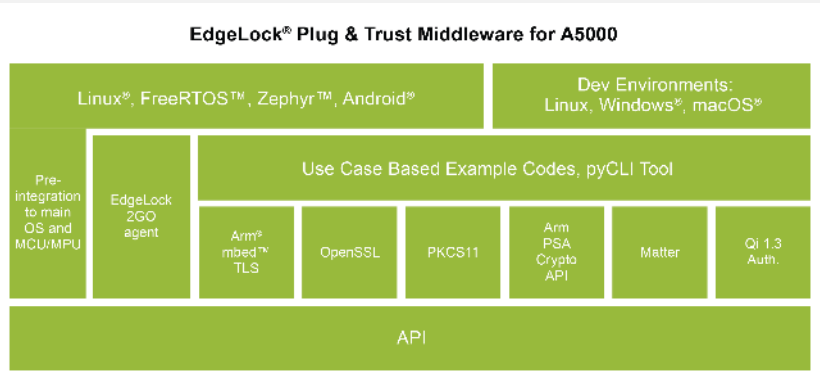 EdgeLock® Plug & Trust Middleware for A5000
Linux®, FreeRTOS™, Zephyr™, Android®
Dev Environments:
Linux, Windows®, macOS®
Pre-
integration
to main
OS and
MCU/MPU
EdgeLock
2GO
agent
Use Case Based Example Codes, pyCLI Tool
Arm®
mbed™
TLS
OpenSSL
PKCS11
Arm
PSA
Crypto
API
Matter
Qi 1.3
Auth.
API